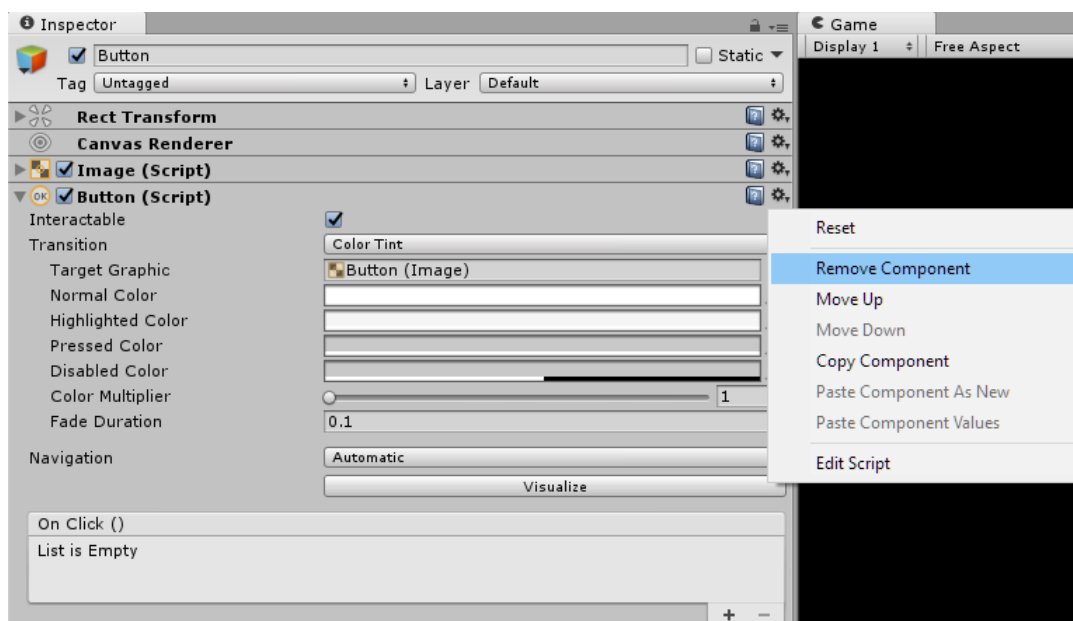 Inspector
Game
Button
Static
Display 1
Free Aspect
Tag Untagged Layer Default
Rect Transform
Canvas Renderer
Image (Script)
OK Button (Script)
Interactable
Transition Color Tint
Target Graphic Button (Image)
Normal Color
Highlighted Color
Pressed Color
Disabled Color
Color Multiplier 1
Fade Duration 0.1
Navigation Automatic
Visualize
On Click ()
List is Empty
+ −
Reset
Remove Component
Move Up
Move Down
Copy Component
Paste Component As New
Paste Component Values
Edit Script